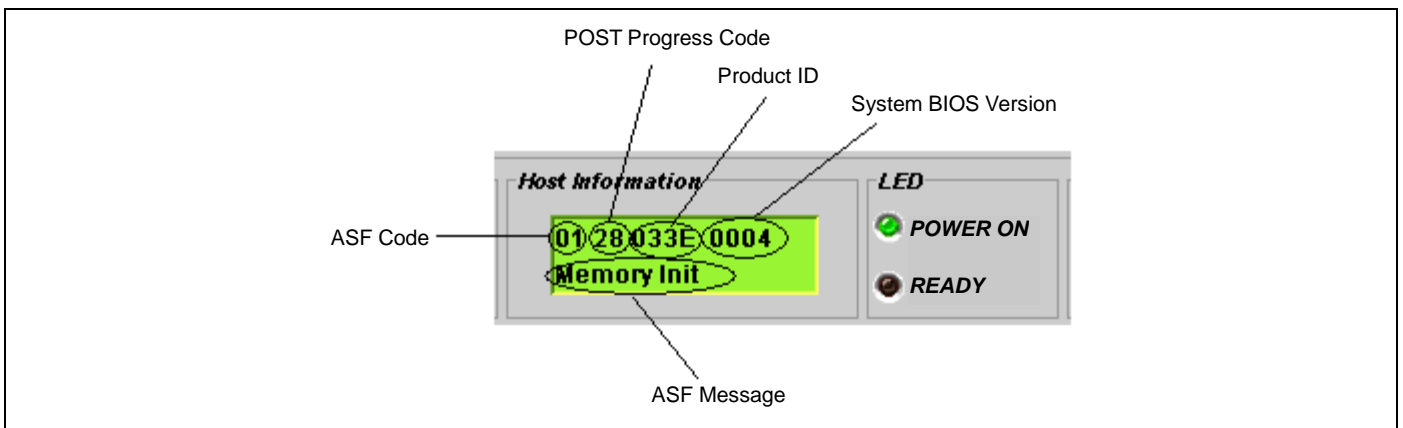 POST Progress Code
Product ID
System BIOS Version
Host Information
LED
ASF Code
01 28 033E 0004
POWER ON
Memory Init
READY
ASF Message